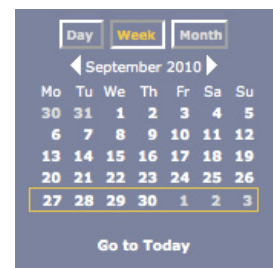 Day Week Month
September 2010
Mo Tu We Th Fr Sa Su
30 31 1 2 3 4 5
6 7 8 9 10 11 12
13 14 15 16 17 18 19
20 21 22 23 24 25 26
27 28 29 30 1 2 3
Go to Today